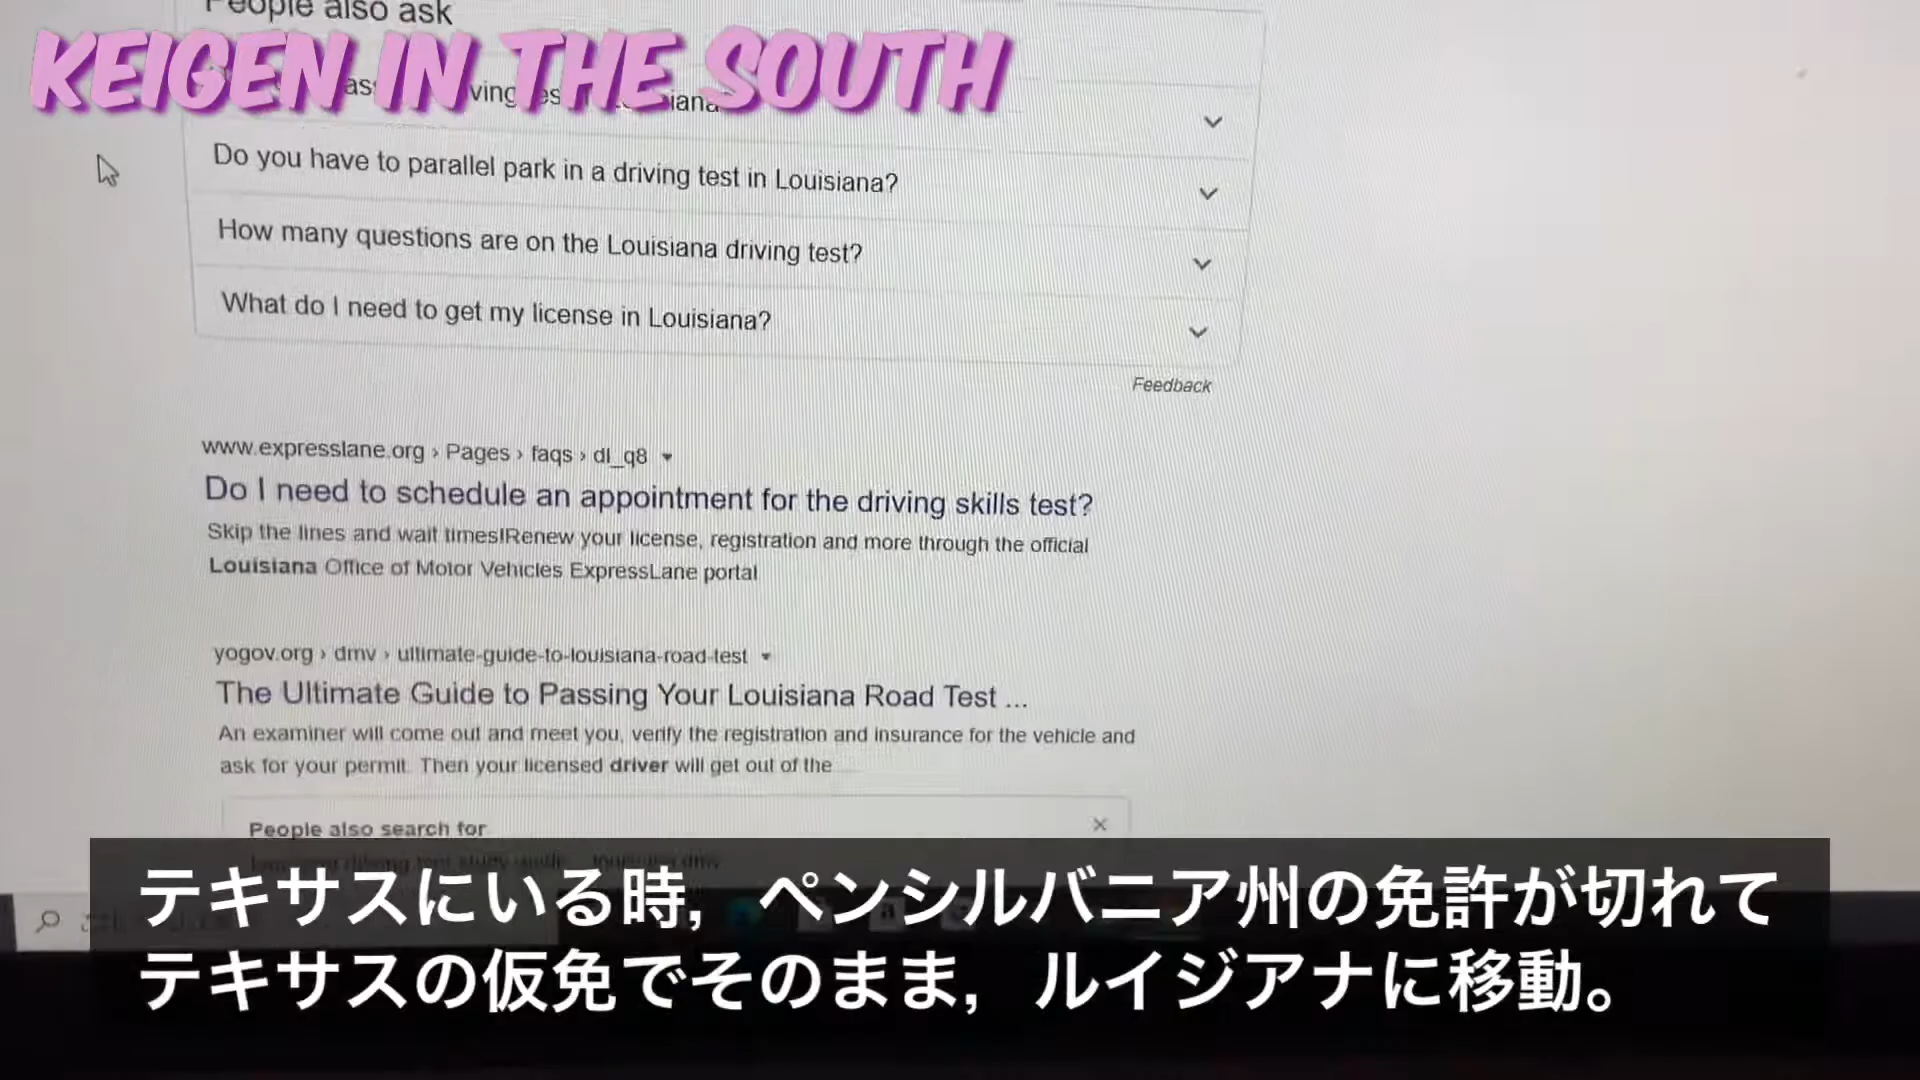 People also ask
KEIGEN IN THE SOUTH
Do you have to parallel park in a driving test in Louisiana?
How many questions are on the Louisiana driving test?
What do I need to get my license in Louisiana?
Feedback
www.expresslane.org › Pages › faqs › dl_q8
Do I need to schedule an appointment for the driving skills test?
Skip the lines and wait times!Renew your license, registration and more through the official
Louisiana Office of Motor Vehicles ExpressLane portal
yogov.org › dmv › ultimate-guide-to-louisiana-road-test
The Ultimate Guide to Passing Your Louisiana Road Test ...
An examiner will come out and meet you, verify the registration and insurance for the vehicle and
ask for your permit. Then your licensed driver will get out of the
People also search for
テキサスにいる時, ペンシルバニア州の免許が切れて
テキサスの仮免でそのまま, ルイジアナに移動。